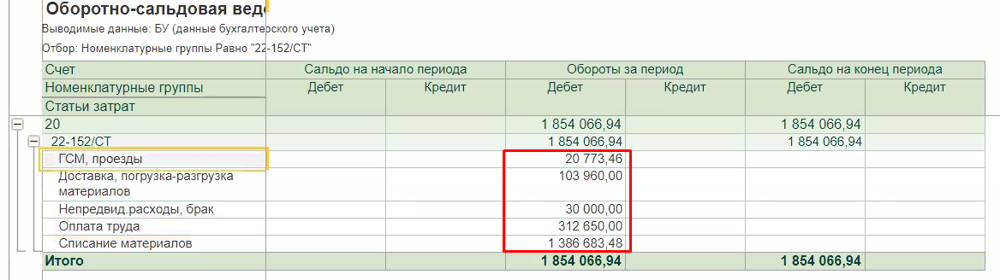 Оборотно-сальдовая вед
Выводимые данные: БУ (данные бухгалтерского учета)
Отбор: Номенклатурные группы Равно "22-152/СТ"
Счет Сальдо на начало периода Обороты за период Сальдо на конец периода
Номенклатурные группы Дебет Кредит Дебет Кредит Дебет Кредит
Статьи затрат
20 1 854 066,94 1 854 066,94
22-152/СТ 1 854 066,94 1 854 066,94
ГСМ, проезды 20 773,46
Доставка, погрузка-разгрузка 103 960,00
материалов
Непредвид.расходы, брак 30 000,00
Оплата труда 312 650,00
Списание материалов 1 386 683,48
Итого 1 854 066,94 1 854 066,94